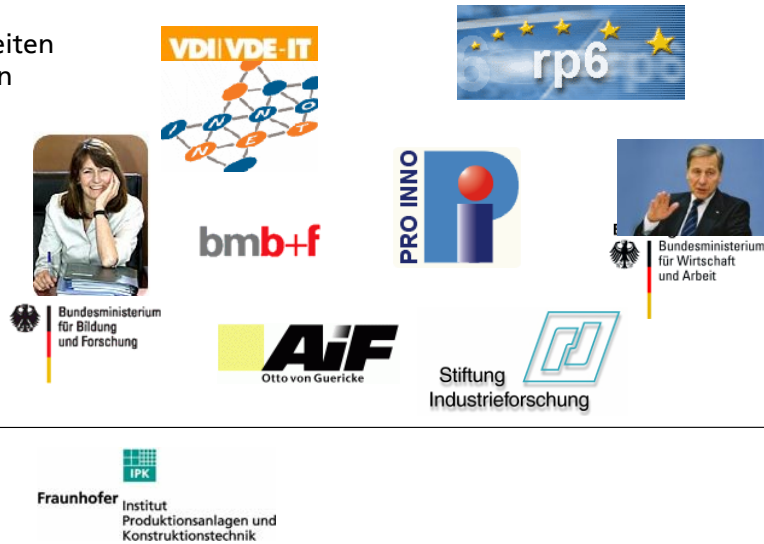 eiten
n
VDI|VDE-IT
INNO
NET
rp6
PRO INNO
bmb+f
Bundesministerium
für Wirtschaft
und Arbeit
Bundesministerium
für Bildung
und Forschung
AiF
Otto von Guericke
Stiftung
Industrieforschung
IPK
Fraunhofer
Institut
Produktionsanlagen und
Konstruktionstechnik